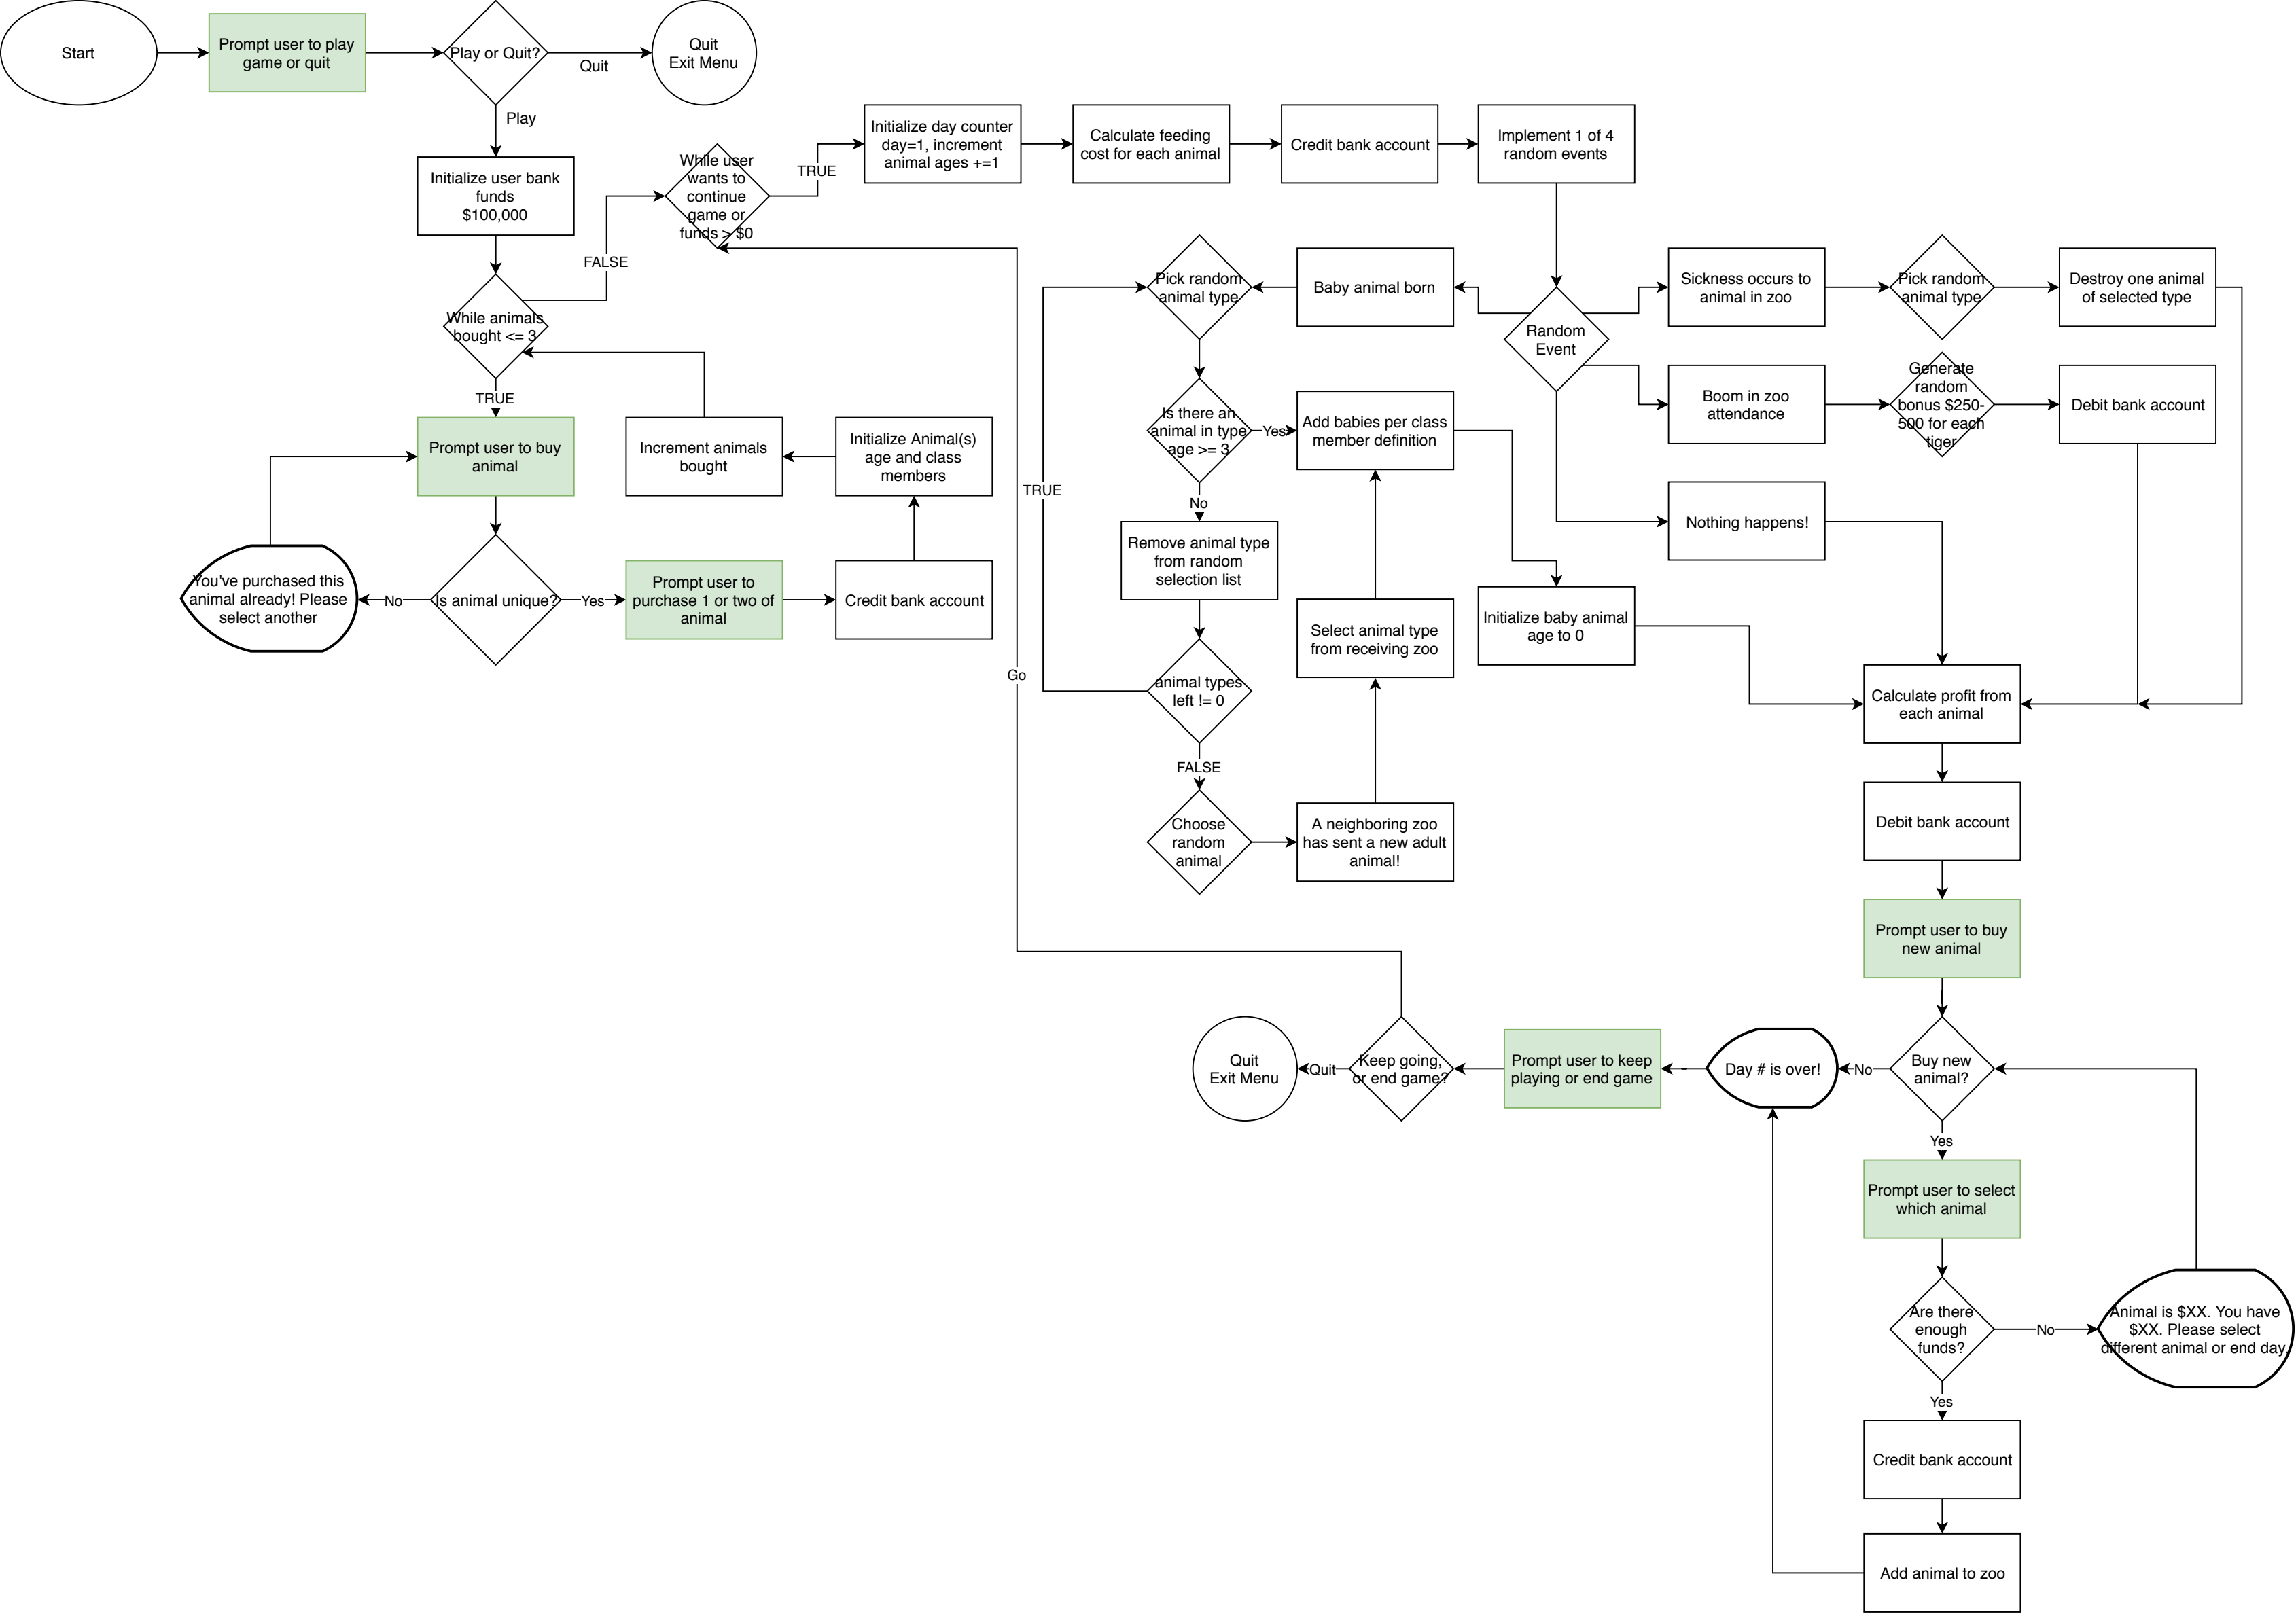 Start
Prompt user to play
game or quit
Play or Quit?
Quit
Quit
Exit Menu
Play
Initialize user bank
funds
$100,000
While animals
bought <= 3
FALSE
While user
wants to
continue
game or
funds > $0
TRUE
Initialize day counter
day=1, increment
animal ages +=1
Calculate feeding
cost for each animal
Credit bank account
Implement 1 of 4
random events
TRUE
Prompt user to buy
animal
Increment animals
bought
Initialize Animal(s)
age and class
members
You've purchased this
animal already! Please
select another
No
Is animal unique?
Yes
Prompt user to
purchase 1 or two of
animal
Credit bank account
Go
Pick random
animal type
Baby animal born
Random
Event
Sickness occurs to
animal in zoo
Pick random
animal type
Destroy one animal
of selected type
Boom in zoo
attendance
Generate
random
bonus $250-
500 for each
tiger
Debit bank account
Is there an
animal in type
age >= 3
Yes
Add babies per class
member definition
TRUE
No
Nothing happens!
Remove animal type
from random
selection list
Select animal type
from receiving zoo
Initialize baby animal
age to 0
animal types
left != 0
Calculate profit from
each animal
FALSE
Choose
random
animal
A neighboring zoo
has sent a new adult
animal!
Debit bank account
Prompt user to buy
new animal
Quit
Exit Menu
Quit
Keep going,
or end game?
Prompt user to keep
playing or end game
Day # is over!
No
Buy new
animal?
Yes
Prompt user to select
which animal
Are there
enough
funds?
No
Animal is $XX. You have
$XX. Please select
different animal or end day.
Yes
Credit bank account
Add animal to zoo